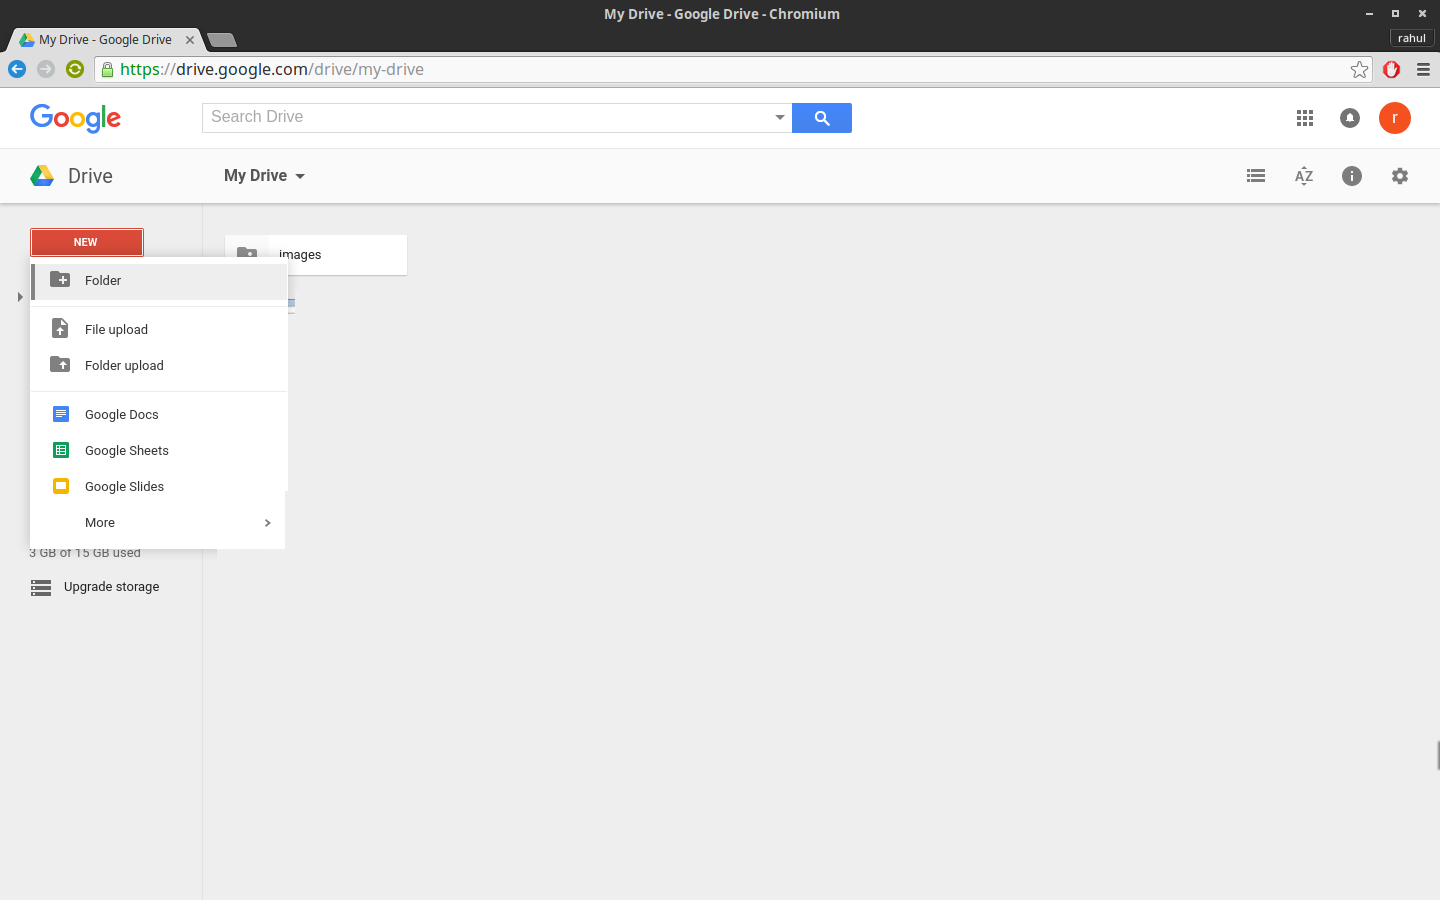 My Drive - Google Drive - Chromium
My Drive - Google Drive
rahul
https://drive.google.com/drive/my-drive
Google
Search Drive
r
Drive
My Drive
AZ
NEW
images
Folder
File upload
Folder upload
Google Docs
Google Sheets
Google Slides
More
3 GB of 15 GB used
Upgrade storage